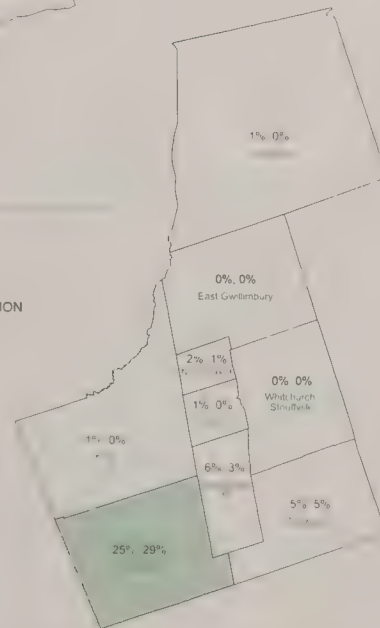 1% 0%
0%, 0%
East Gwillimbury
ION
2% 1%
1% 0%
0% 0%
Whitchurch
Stouffville
1% 0%
6% 3%
5% 5%
25% 29%